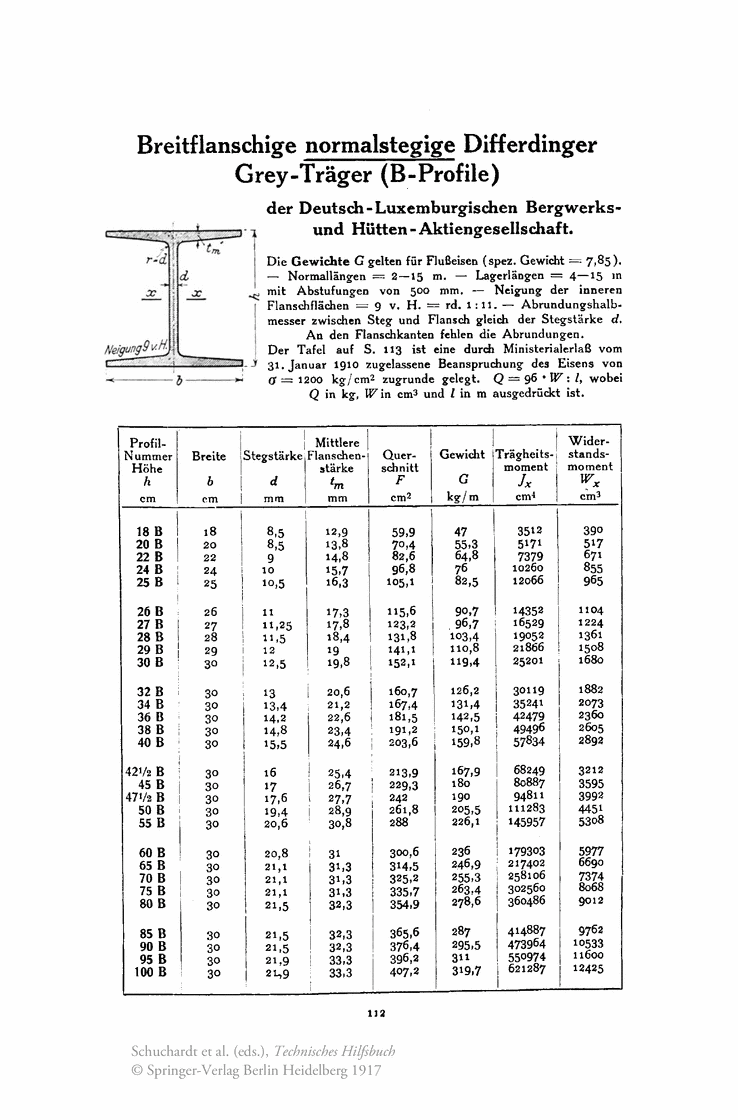 Breitflanschige normalstegige Differdinger
Grey-Träger (B-Profile)
der Deutsch-Luxemburgischen Bergwerks-
und Hütten-Aktiengesellschaft.
tm
r=d
d
x x
h
Neigung 9 v.H.
b
Die Gewichte G gelten für Flußeisen (spez. Gewicht = 7,85).
— Normallängen = 2—15 m. — Lagerlängen = 4—15 m
mit Abstufungen von 500 mm. — Neigung der inneren
Flanschflächen = 9 v. H. = rd. 1:11. — Abrundungshalb-
messer zwischen Steg und Flansch gleich der Stegstärke d.
An den Flanschkanten fehlen die Abrundungen.
Der Tafel auf S. 113 ist eine durch Ministerialerlaß vom
31. Januar 1910 zugelassene Beanspruchung des Eisens von
σ = 1200 kg/cm² zugrunde gelegt. Q = 96 · W : l, wobei
Q in kg, W in cm³ und l in m ausgedrückt ist.
Profil- Mittlere Wider-
Nummer Breite Stegstärke Flanschen- Quer- Gewicht Trägheits- stands-
Höhe stärke schnitt moment moment
h b d tm F G Jx Wx
cm cm mm mm cm² kg/m cm⁴ cm³
18 B 18 8,5 12,9 59,9 47 3512 390
20 B 20 8,5 13,8 70,4 55,3 5171 517
22 B 22 9 14,8 82,6 64,8 7379 671
24 B 24 10 15,7 96,8 76 10260 855
25 B 25 10,5 16,3 105,1 82,5 12066 965
26 B 26 11 17,3 115,6 90,7 14352 1104
27 B 27 11,25 17,8 123,2 96,7 16529 1224
28 B 28 11,5 18,4 131,8 103,4 19052 1361
29 B 29 12 19 141,1 110,8 21866 1508
30 B 30 12,5 19,8 152,1 119,4 25201 1680
32 B 30 13 20,6 160,7 126,2 30119 1882
34 B 30 13,4 21,2 167,4 131,4 35241 2073
36 B 30 14,2 22,6 181,5 142,5 42479 2360
38 B 30 14,8 23,4 191,2 150,1 49496 2605
40 B 30 15,5 24,6 203,6 159,8 57834 2892
42¹/₂ B 30 16 25,4 213,9 167,9 68249 3212
45 B 30 17 26,7 229,3 180 80887 3595
47¹/₂ B 30 17,6 27,7 242 190 94811 3992
50 B 30 19,4 28,9 261,8 205,5 111283 4451
55 B 30 20,6 30,8 288 226,1 145957 5308
60 B 30 20,8 31 300,6 236 179303 5977
65 B 30 21,1 31,3 314,5 246,9 217402 6690
70 B 30 21,1 31,3 325,2 255,3 258106 7374
75 B 30 21,1 31,3 335,7 263,4 302560 8068
80 B 30 21,5 32,3 354,9 278,6 360486 9012
85 B 30 21,5 32,3 365,6 287 414887 9762
90 B 30 21,5 32,3 376,4 295,5 473964 10533
95 B 30 21,9 33,3 396,2 311 550974 11600
100 B 30 21,9 33,3 407,2 319,7 621287 12425
112
Schuchardt et al. (eds.), Technisches Hilfsbuch
© Springer-Verlag Berlin Heidelberg 1917